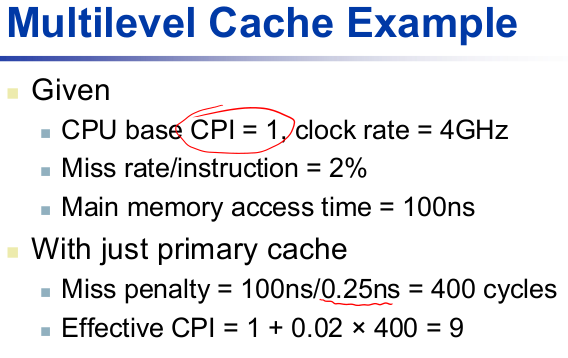 Multilevel Cache Example
Given
CPU base CPI = 1, clock rate = 4GHz
Miss rate/instruction = 2%
Main memory access time = 100ns
With just primary cache
Miss penalty = 100ns/0.25ns = 400 cycles
Effective CPI = 1 + 0.02 × 400 = 9